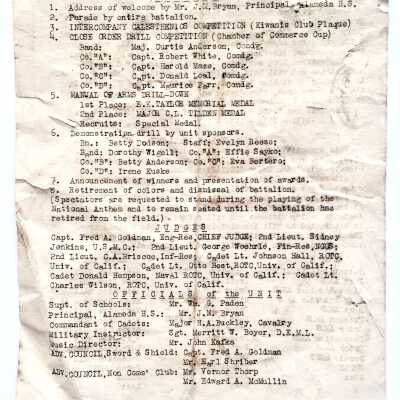 1. Address of welcome by Mr. J.M.Bryan, Principal, Alameda H.S.
2. Parade by entire battalion.
3. INTERCOMPANY CALESTHENICS COMPETITION (Kiwanis Club Plaque)
4. CLOSE ORDER DRILL COMPETITION (Chamber of Commerce Cup)
Band: Maj. Curtis Anderson, Comdg.
Co."A": Capt. Robert White, Comdg.
Co."B": Capt. Harold Maze, Comdg.
Co."C": Capt. Donald Leal, Comdg.
Co."D": Capt. Maurice Farr, Comdg.
5. MANUAL OF ARMS DRILL-DOWN
1st Place: E.K.TAYLOR MEMORIAL MEDAL
2nd Place: MAJOR C.L. TILDEN MEDAL
Recruits: Special Medal.
6. Demonstration drill by unit sponsors.
Bn.: Betty Dodson; Staff; Evelyn Reese;
Band: Dorothy Wigelt; Co."A": Effie Sayko;
Co."B": Betty Anderson; Co."C": Eva Bertero;
Co."D": Irene Kuske
7. Announcement of winners and presentation of awards.
8. Retirement of colors and dismissal of battalion.
(Spectators are requested to stand during the playing of the
National Anthem and to remain seated until the battalion has
retired from the field.)
JUDGES
Capt. Fred A. Goldman, Eng-Res,CHIEF JUDGE; 2nd Lieut. Sidney
Jenkins, U.S.M.C.; 2nd Lieut. George Woehrle, Fin-Res,
2nd Lieut. C.A.Briscoe,Inf-Res; Cadet Lt. Johnson Hall, ROTC,
Univ. of Calif.; Cadet Lt. Otto Best,ROTC,Univ. of Calif.;
Cadet Donald Hampson, Naval ROTC, Univ. of Calif.; Cadet Lt.
Charles Wilson, ROTC, Univ. of Calif.
OFFICIALS of the UNIT
Supt. of Schools: Mr. Wm. G. Paden
Principal, Alameda H.S.: Mr. J.M. Bryan
Commandant of Cadets: Major H.A.Buckley, Cavalry
Military Instructor: Sgt. Merritt W. Boyer, D.E.M.L.
Music Director: Mr. John Kafka
ADV.COUNCIL,Sword & Shield: Capt. Fred A. Goldman
Mr. Earl Shriber
ADV.COUNCIL,Non Coms' Club: Mr. Vernor Thorp
Mr. Edward A. McMullin